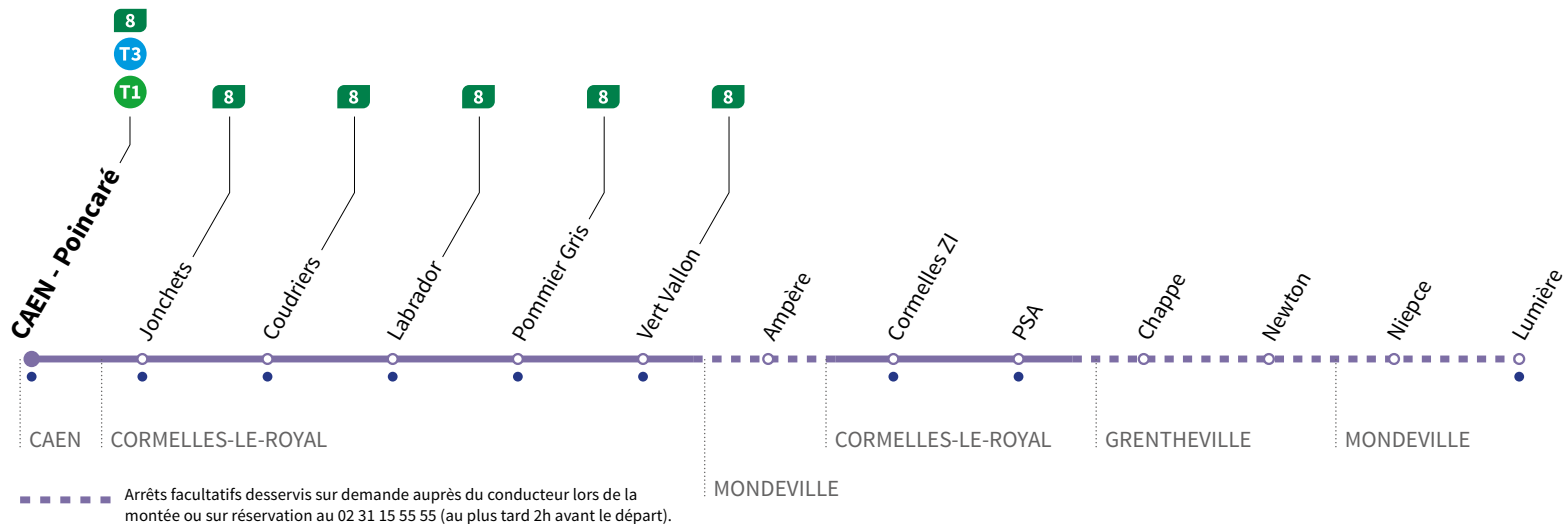 8
T3
T1
8
8
8
8
8
CAEN - Poincaré
Jonchets
Coudriers
Labrador
Pommier Gris
Vert Vallon
Ampère
Cormelles ZI
PSA
Chappe
Newton
Niepce
Lumière
CAEN
CORMELLES-LE-ROYAL
MONDEVILLE
CORMELLES-LE-ROYAL
GRENTHEVILLE
MONDEVILLE
Arrêts facultatifs desservis sur demande auprès du conducteur lors de la
montée ou sur réservation au 02 31 15 55 55 (au plus tard 2h avant le départ).